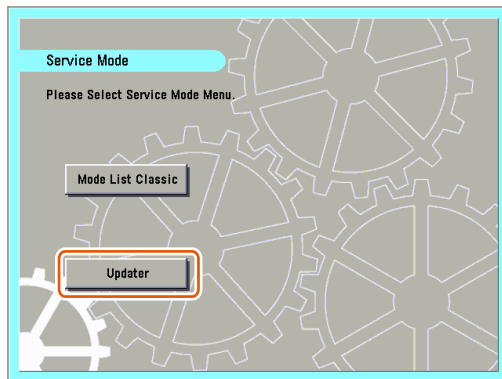 Service Mode
Please Select Service Mode Menu.
Mode List Classic
Updater